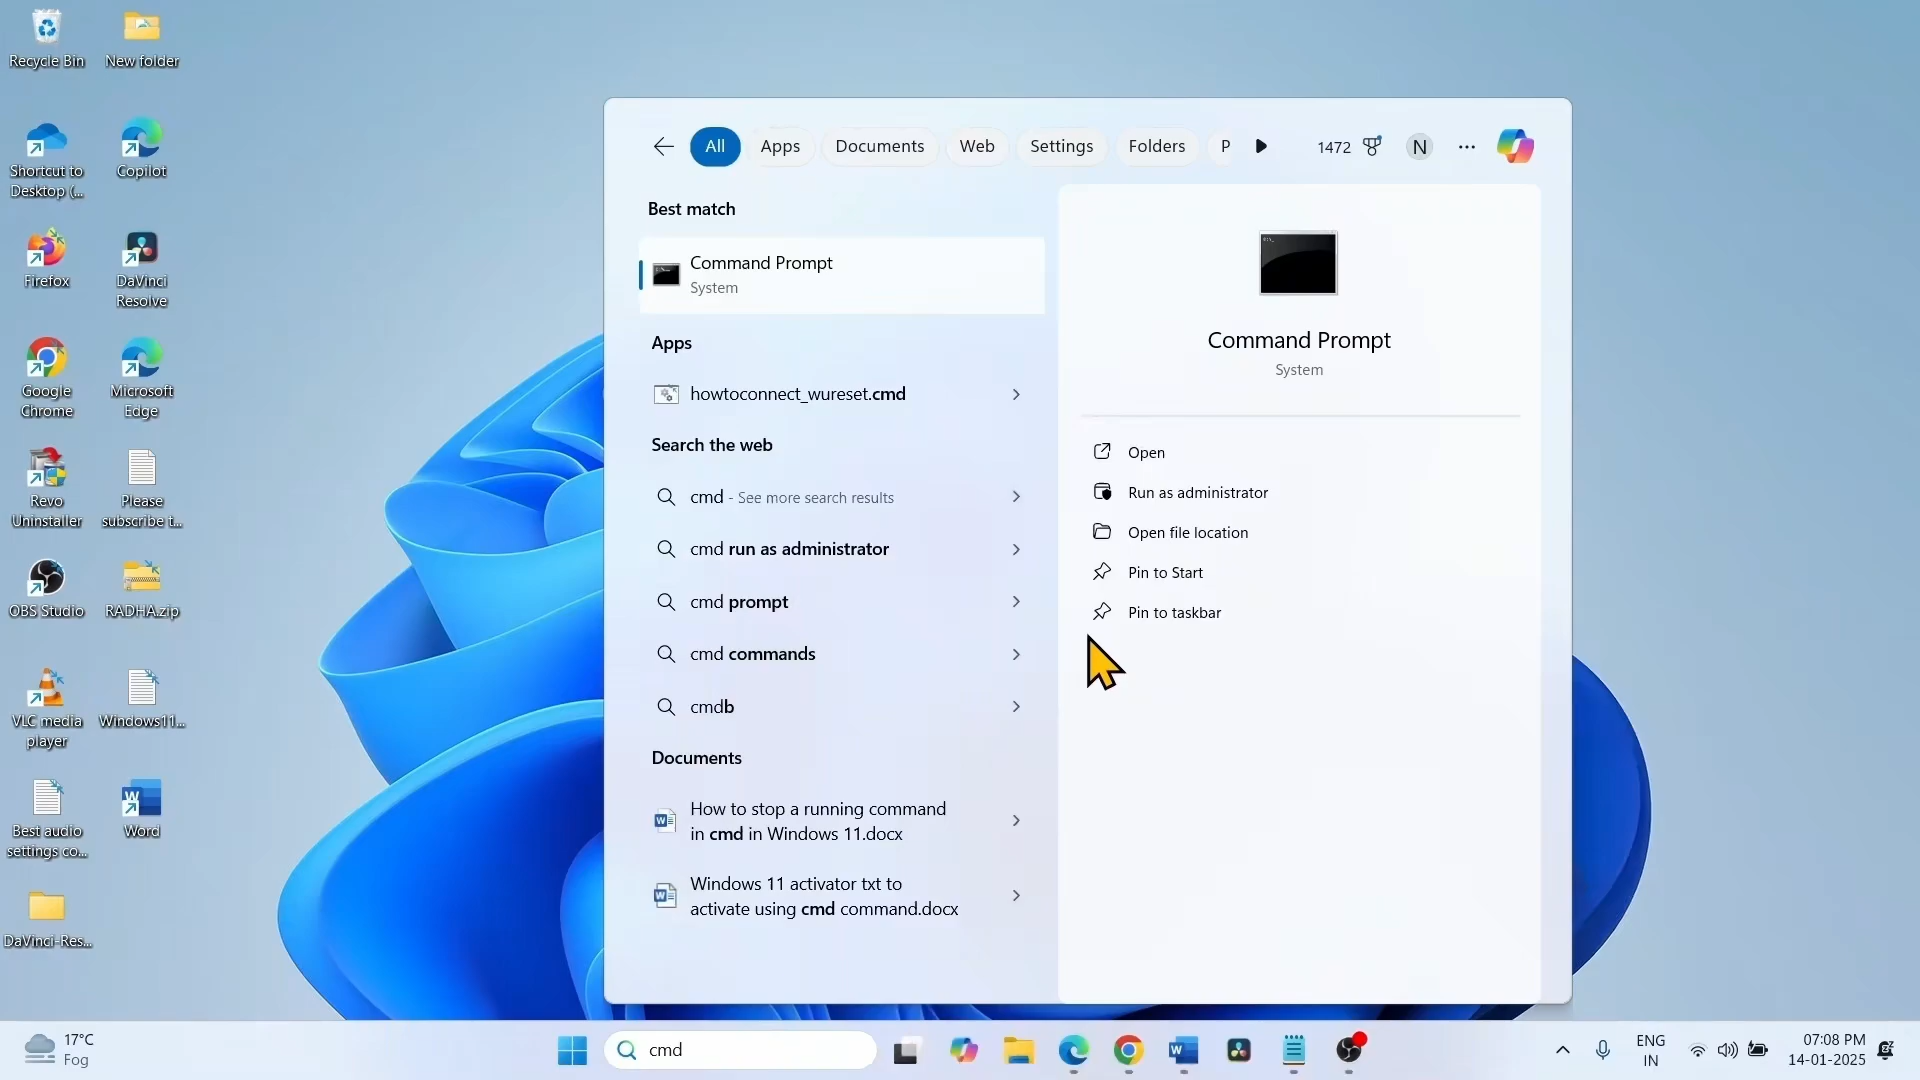 Recycle Bin
New folder
Shortcut to
Desktop (...
Copilot
Firefox
DaVinci
Resolve
Google
Chrome
Microsoft
Edge
Revo
Uninstaller
Please
subscribe t...
OBS Studio
RADHA.zip
VLC media
player
Windows11...
Best audio
settings co...
Word
DaVinci-Res...
All
Apps
Documents
Web
Settings
Folders
P
1472
N
Best match
Command Prompt
System
Apps
howtoconnect_wureset.cmd
Search the web
cmd - See more search results
cmd run as administrator
cmd prompt
cmd commands
cmdb
Documents
How to stop a running command
in cmd in Windows 11.docx
Windows 11 activator txt to
activate using cmd command.docx
Command Prompt
System
Open
Run as administrator
Open file location
Pin to Start
Pin to taskbar
17°C
Fog
cmd
ENG
IN
07:08 PM
14-01-2025